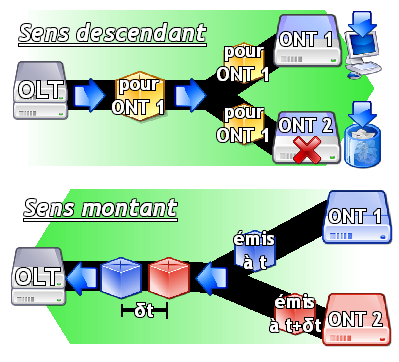 Sens descendant
ONT 1
pour
ONT 1
OLT
pour
ONT 1
pour
ONT 1
ONT 2
Sens montant
ONT 1
émis
à t
OLT
δt
émis
à t+δt
ONT 2